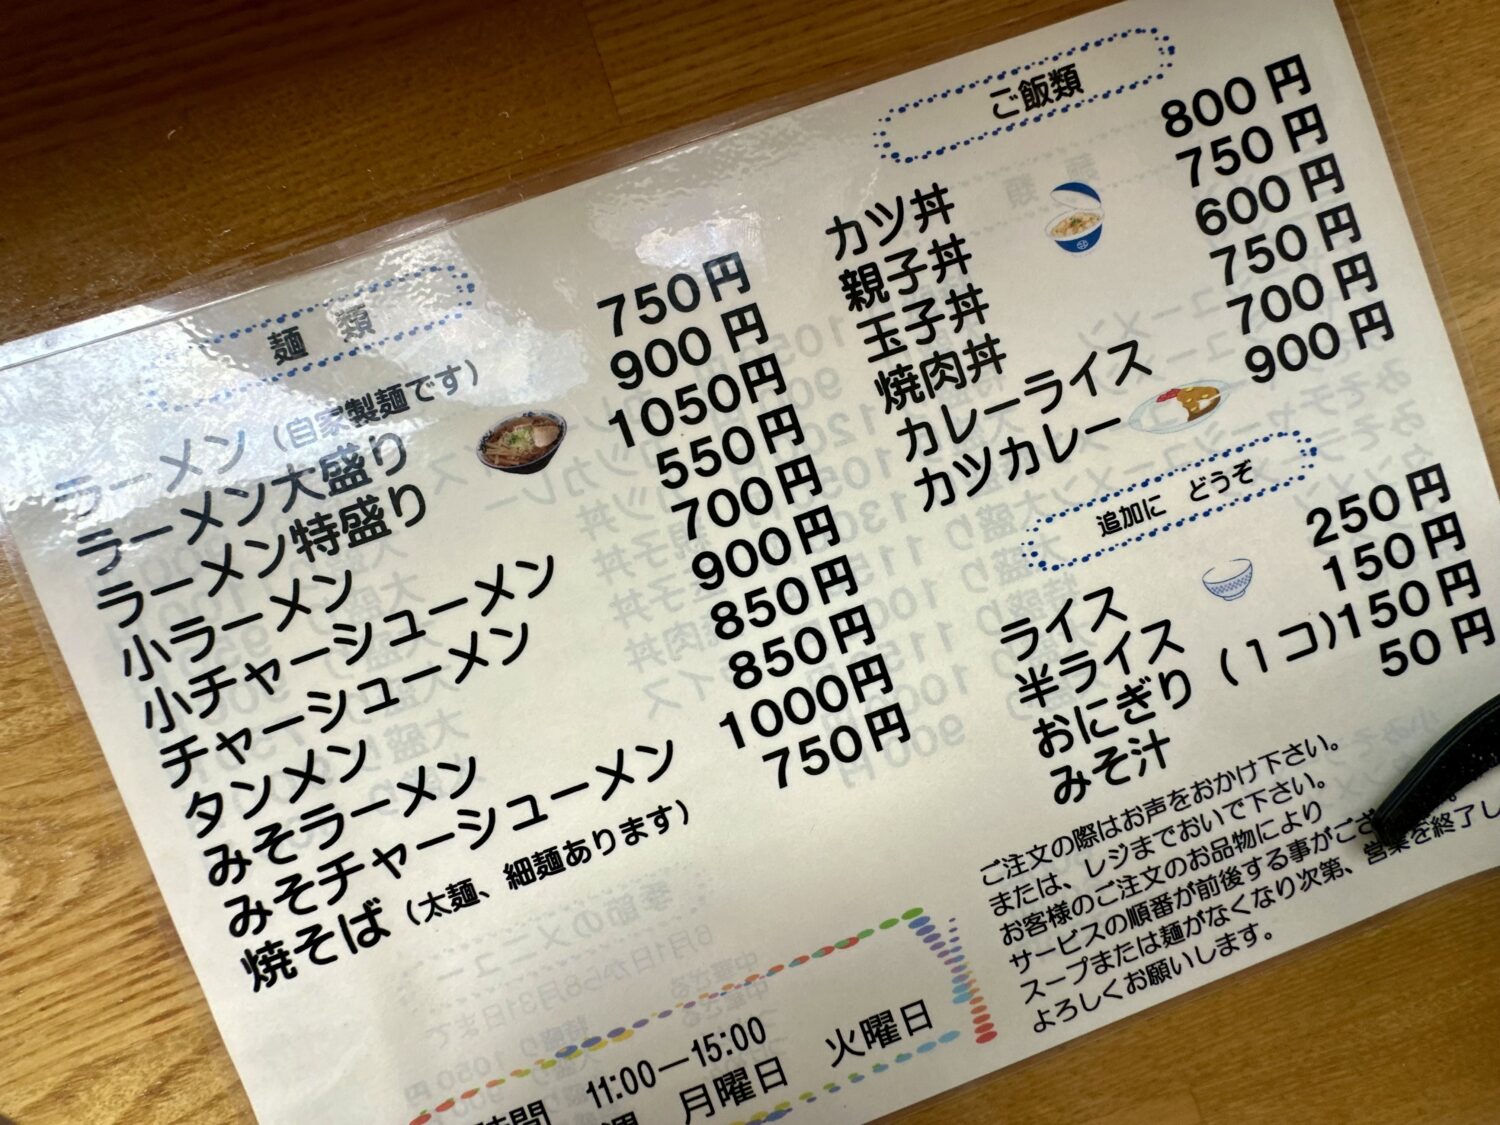 麺 類
ラーメン（自家製麺です） 750円
ラーメン大盛り 900円
ラーメン特盛り 1050円
小ラーメン 550円
小チャーシューメン 700円
チャーシューメン 900円
タンメン 850円
みそラーメン 850円
みそチャーシューメン 1000円
焼そば（太麺、細麺あります） 750円
時間 11:00―15:00
週 月曜日 火曜日
ご飯類
カツ丼 800円
親子丼 750円
玉子丼 600円
焼肉丼 750円
カレーライス 700円
カツカレー 900円
追加に どうぞ
ライス 250円
半ライス 150円
おにぎり（１コ）150円
みそ汁 50円
ご注文の際はお声をおかけ下さい。
または、レジまでおいで下さい。
お客様のご注文のお品物により
サービスの順番が前後する事がござ
スープまたは麺がなくなり次第、営業を終了し
よろしくお願いします。